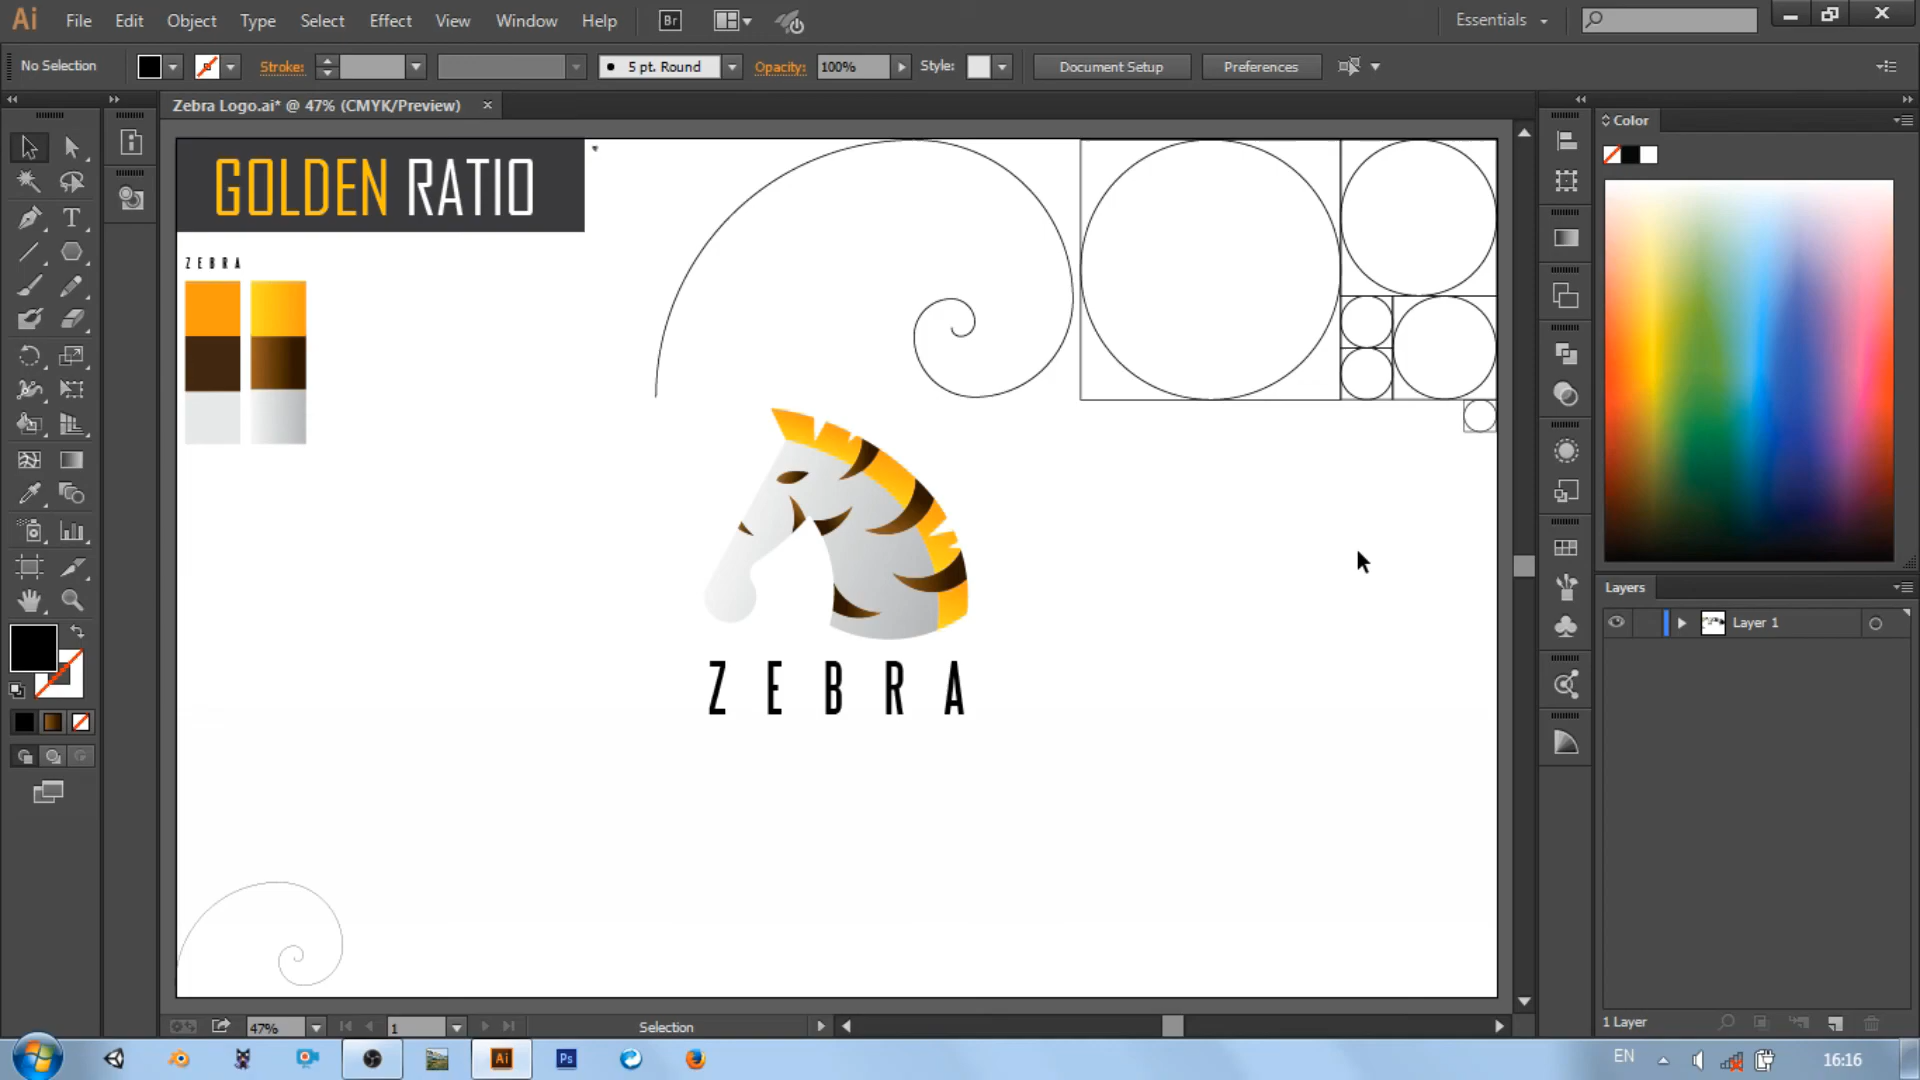 Ai File Edit Object Type Select Effect View Window Help Br Essentials
No Selection Stroke: 5 pt. Round Opacity: 100% Style: Document Setup Preferences
Zebra Logo.ai* @ 47% (CMYK/Preview)
Color
GOLDEN RATIO
ZEBRA
Z E B R A
Layers
Layer 1
1 Layer
47% 1 Selection
Ai Ps EN 16:16